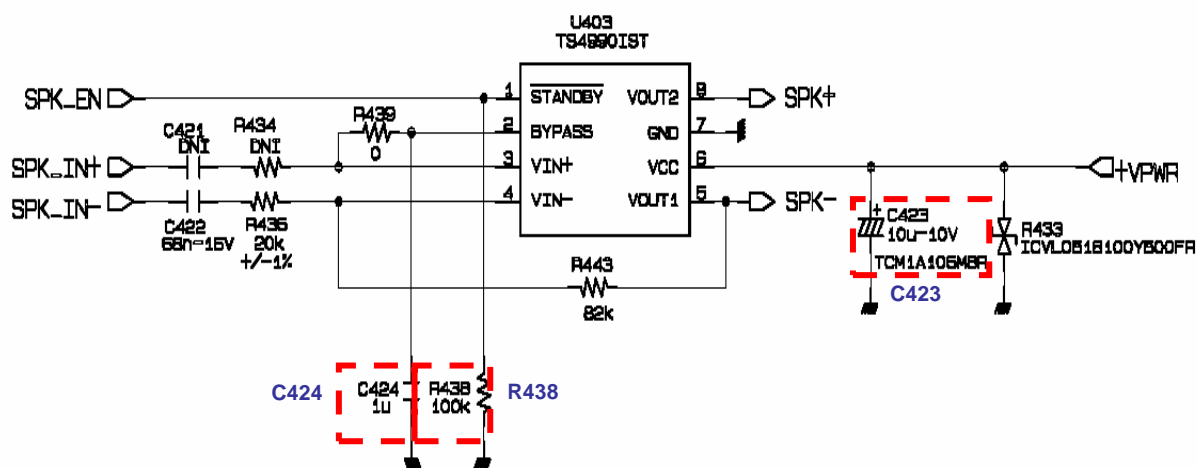 U403
TS4990IST
SPK_EN
1
STANDBY
VOUT2
8
SPK+
R439
0
2
BYPASS
GND
7
C421
DNI
R434
DNI
SPK_IN+
3
VIN+
VCC
6
+VPWR
SPK_IN-
4
VIN-
VOUT1
5
SPK-
C422
68n-16V
R435
20k
+/-1%
C423
10u-10V
TCM1A106M8R
R433
ICVL0518100Y500FR
C423
R443
82k
C424
C424
1u
R438
100k
R438